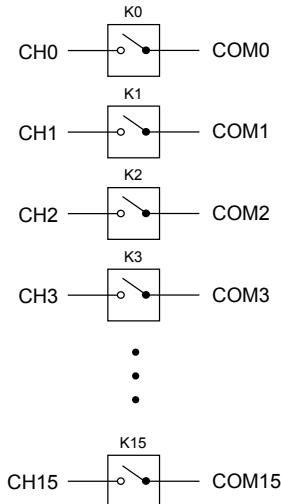 K0
CH0 COM0
K1
CH1 COM1
K2
CH2 COM2
K3
CH3 COM3
K15
CH15 COM15